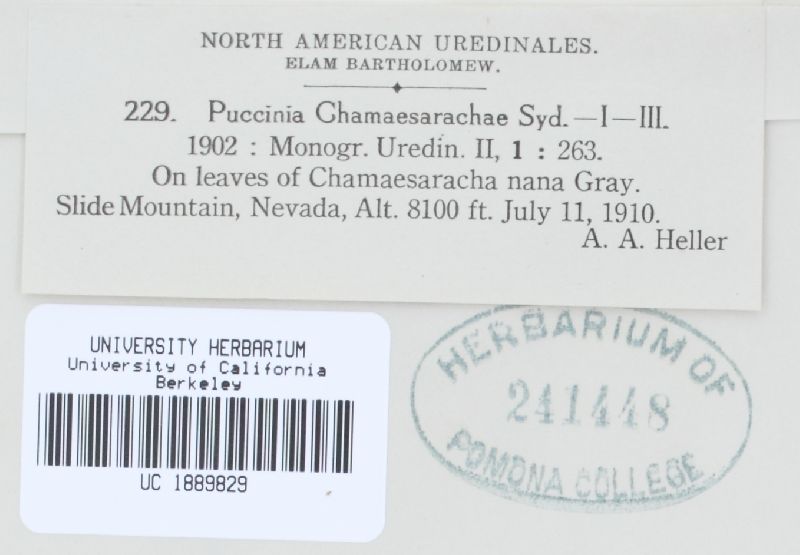 NORTH AMERICAN UREDINALES.
ELAM BARTHOLOMEW.
229. Puccinia Chamaesarachae Syd.—I—III.
1902 : Monogr. Uredin. II, 1 : 263.
On leaves of Chamaesaracha nana Gray.
Slide Mountain, Nevada, Alt. 8100 ft. July 11, 1910.
A. A. Heller
UNIVERSITY HERBARIUM
University of California
Berkeley
UC 1889829
HERBARIUM OF
241448
POMONA COLLEGE